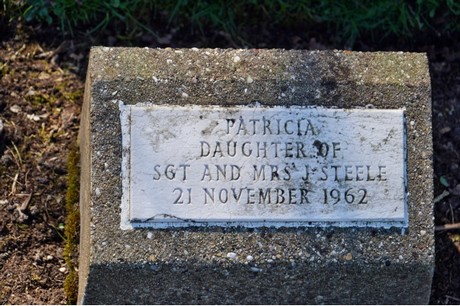 PATRICIA
DAUGHTER OF
SGT AND MRS J STEELE
21 NOVEMBER 1962